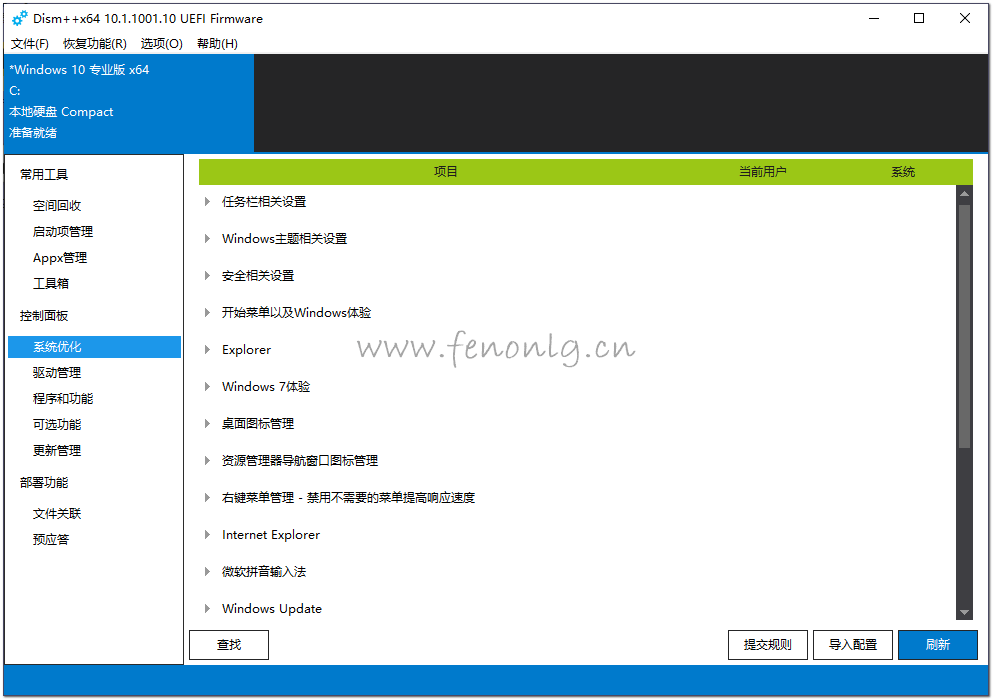 Dism++x64 10.1.1001.10 UEFI Firmware
文件(F) 恢复功能(R) 选项(O) 帮助(H)
*Windows 10 专业版 x64
C:
本地硬盘 Compact
准备就绪
常用工具
空间回收
启动项管理
Appx管理
工具箱
控制面板
系统优化
驱动管理
程序和功能
可选功能
更新管理
部署功能
文件关联
预应答
项目 当前用户 系统
任务栏相关设置
Windows主题相关设置
安全相关设置
开始菜单以及Windows体验
Explorer
www.fenonlg.cn
Windows 7体验
桌面图标管理
资源管理器导航窗口图标管理
右键菜单管理 - 禁用不需要的菜单提高响应速度
Internet Explorer
微软拼音输入法
Windows Update
查找 提交规则 导入配置 刷新